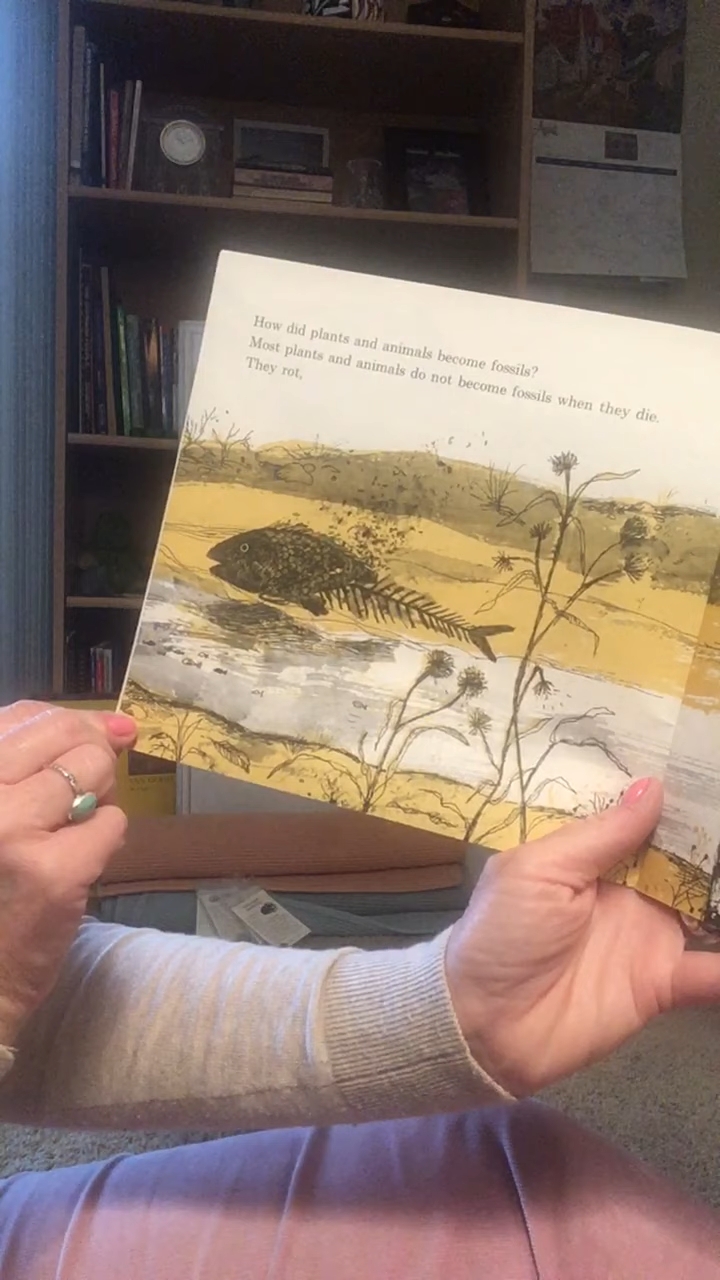 How did plants and animals become fossils?
Most plants and animals do not become fossils when they die.
They rot,